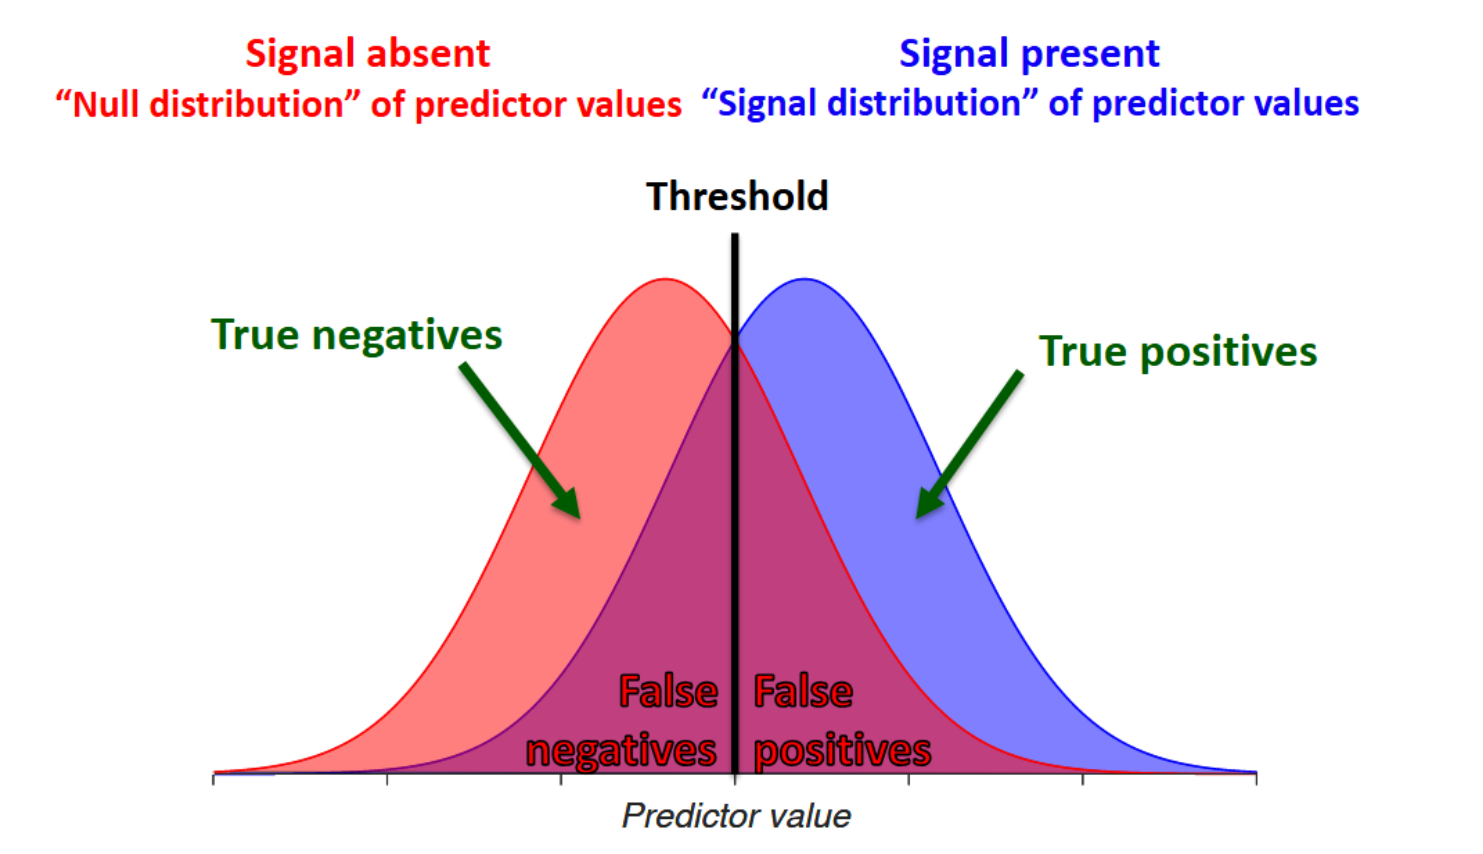 Signal absent
“Null distribution” of predictor values
Signal present
“Signal distribution” of predictor values
Threshold
True negatives
True positives
False
negatives
False
positives
Predictor value